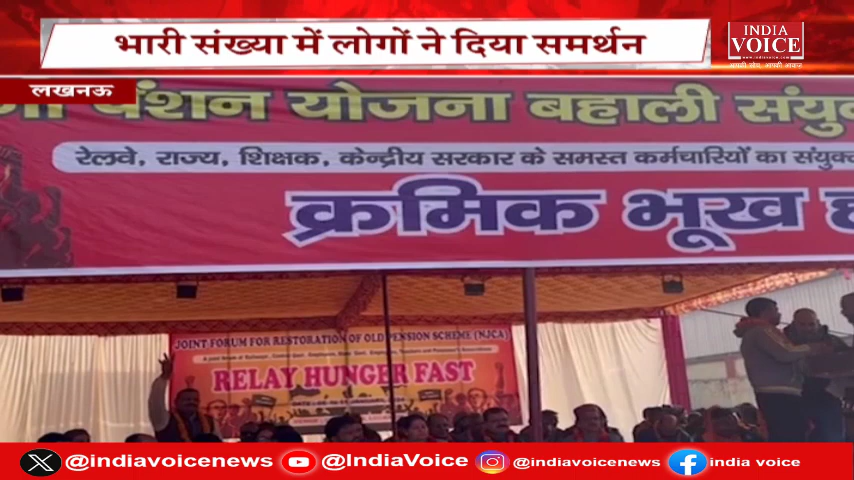 भारी संख्या में लोगों ने दिया समर्थन
INDIA
VOICE
लखनऊ
पेंशन योजना बहाली संयु
रेलवे, राज्य, शिक्षक, केन्द्रीय सरकार के समस्त कर्मचारियों का संयुक्त
क्रमिक भूख ह
JOINT FORUM FOR RESTORATION OF OLD PENSION SCHEME (NJCA)
RELAY HUNGER FAST
@indiavoicenews @IndiaVoice @indiavoicenews india voice